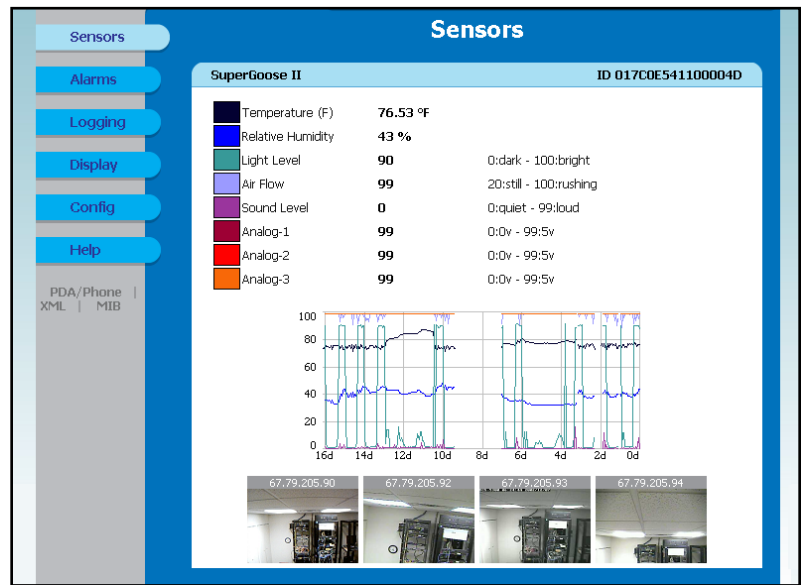 Sensors
Sensors
Alarms
Logging
Display
Config
Help
PDA/Phone |
XML | MIB
SuperGoose II ID 017C0E541100004D
Temperature (F) 76.53 ºF
Relative Humidity 43 %
Light Level 90 0:dark - 100:bright
Air Flow 99 20:still - 100:rushing
Sound Level 0 0:quiet - 99:loud
Analog-1 99 0:0v - 99:5v
Analog-2 99 0:0v - 99:5v
Analog-3 99 0:0v - 99:5v
100
80
60
40
20
0
16d 14d 12d 10d 8d 6d 4d 2d 0d
67.79.205.90 67.79.205.92 67.79.205.93 67.79.205.94